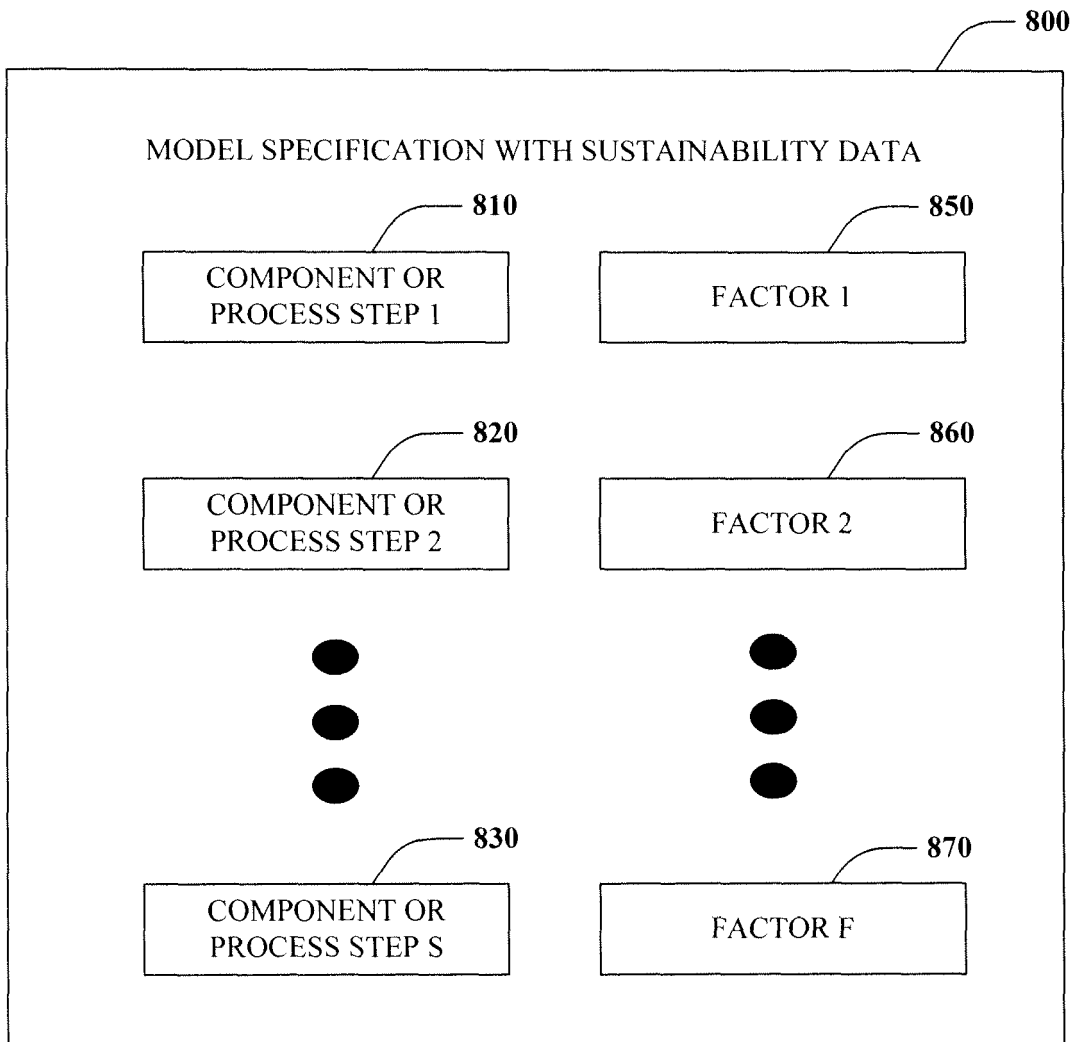 800
MODEL SPECIFICATION WITH SUSTAINABILITY DATA
810
850
COMPONENT OR
PROCESS STEP 1
FACTOR 1
820
860
COMPONENT OR
PROCESS STEP 2
FACTOR 2
830
870
COMPONENT OR
PROCESS STEP S
FACTOR F